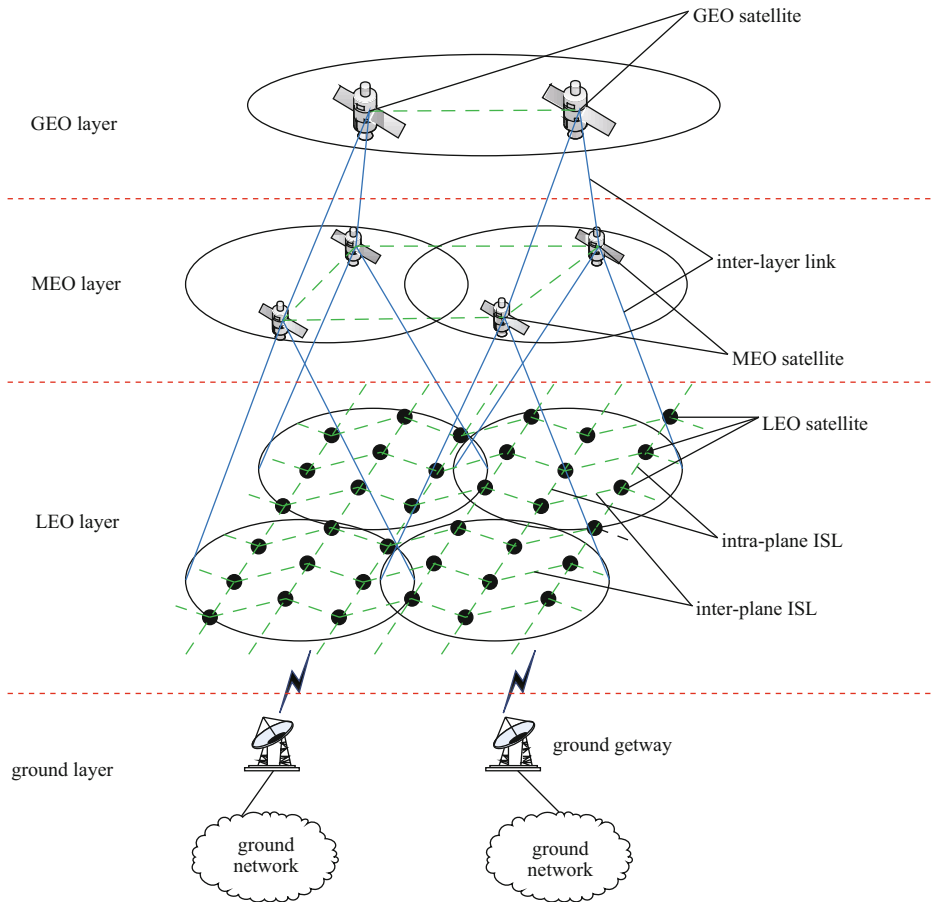 GEO satellite
GEO layer
inter-layer link
MEO layer
MEO satellite
LEO satellite
LEO layer
intra-plane ISL
inter-plane ISL
ground getway
ground layer
ground
network
ground
network